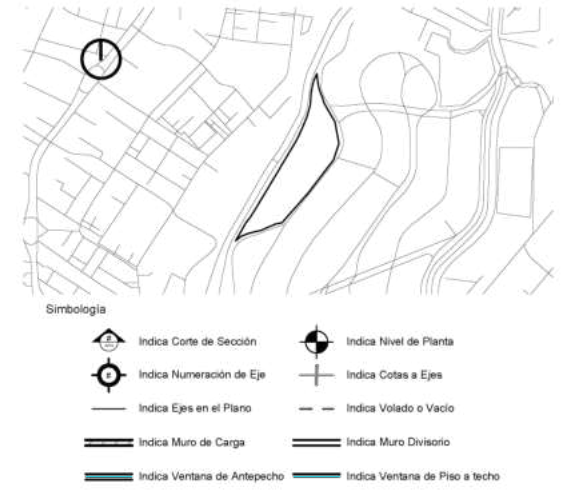 Simbología
Indica Corte de Sección
Indica Nivel de Planta
Indica Numeración de Eje
Indica Cotas a Ejes
Indica Ejes en el Plano
Indica Volado o Vacío
Indica Muro de Carga
Indica Muro Divisorio
Indica Ventana de Antepecho
Indica Ventana de Piso a techo